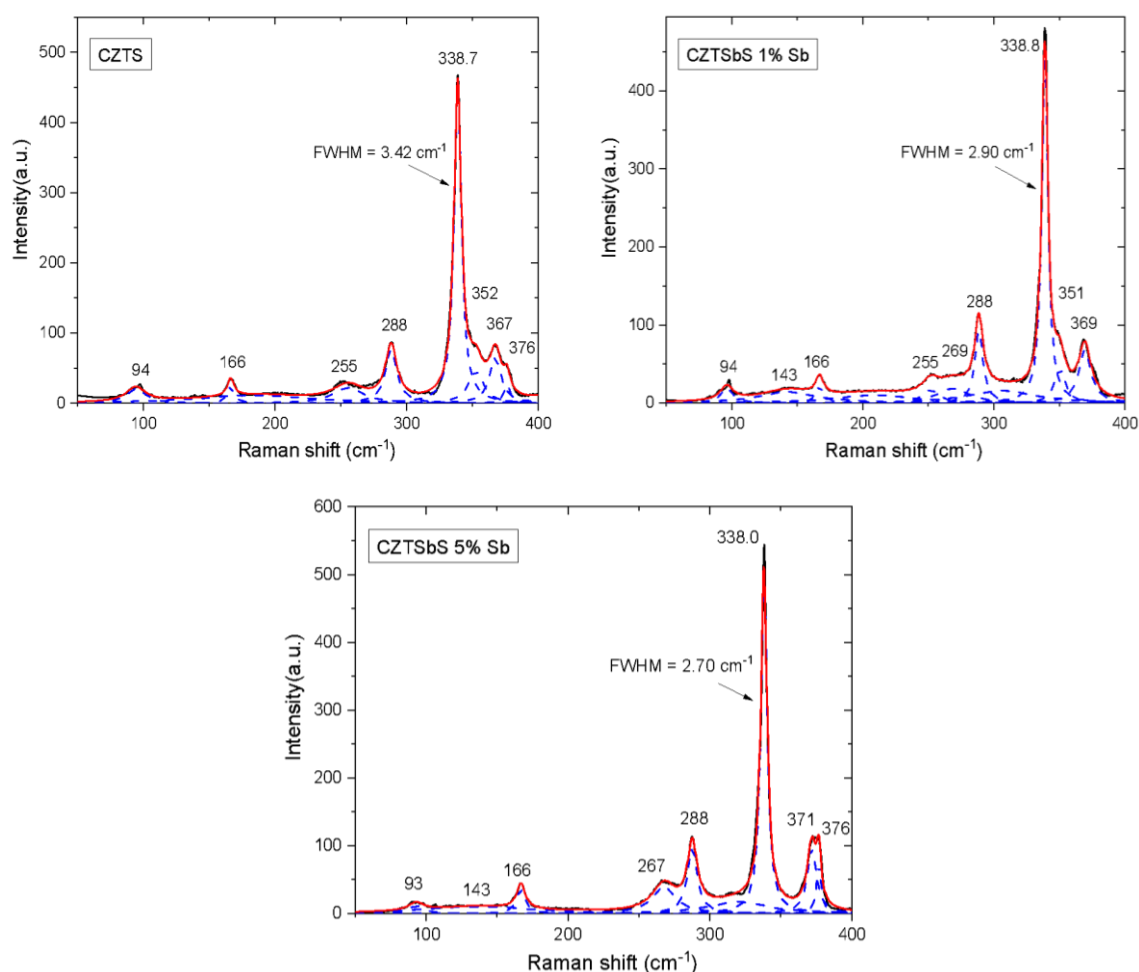 CZTS
338.7
FWHM = 3.42 cm⁻¹
352
367
376
288
255
166
94
500
400
300
200
100
0
Intensity(a.u.)
100 200 300 400
Raman shift (cm⁻¹)
CZTSbS 1% Sb
338.8
FWHM = 2.90 cm⁻¹
351
369
288
269
255
166
143
94
400
300
200
100
0
Intensity(a.u.)
100 200 300 400
Raman shift (cm⁻¹)
CZTSbS 5% Sb
338.0
FWHM = 2.70 cm⁻¹
371
376
288
267
166
143
93
600
500
400
300
200
100
0
Intensity(a.u.)
100 200 300 400
Raman shift (cm⁻¹)